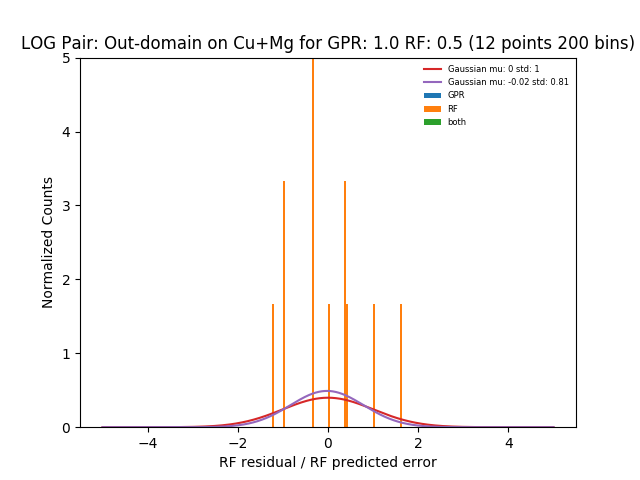 LOG Pair: Out-domain on Cu+Mg for GPR: 1.0 RF: 0.5 (12 points 200 bins)
Gaussian mu: 0 std: 1
Gaussian mu: -0.02 std: 0.81
GPR
RF
both
Normalized Counts
5
4
3
2
1
0
−4
−2
0
2
4
RF residual / RF predicted error